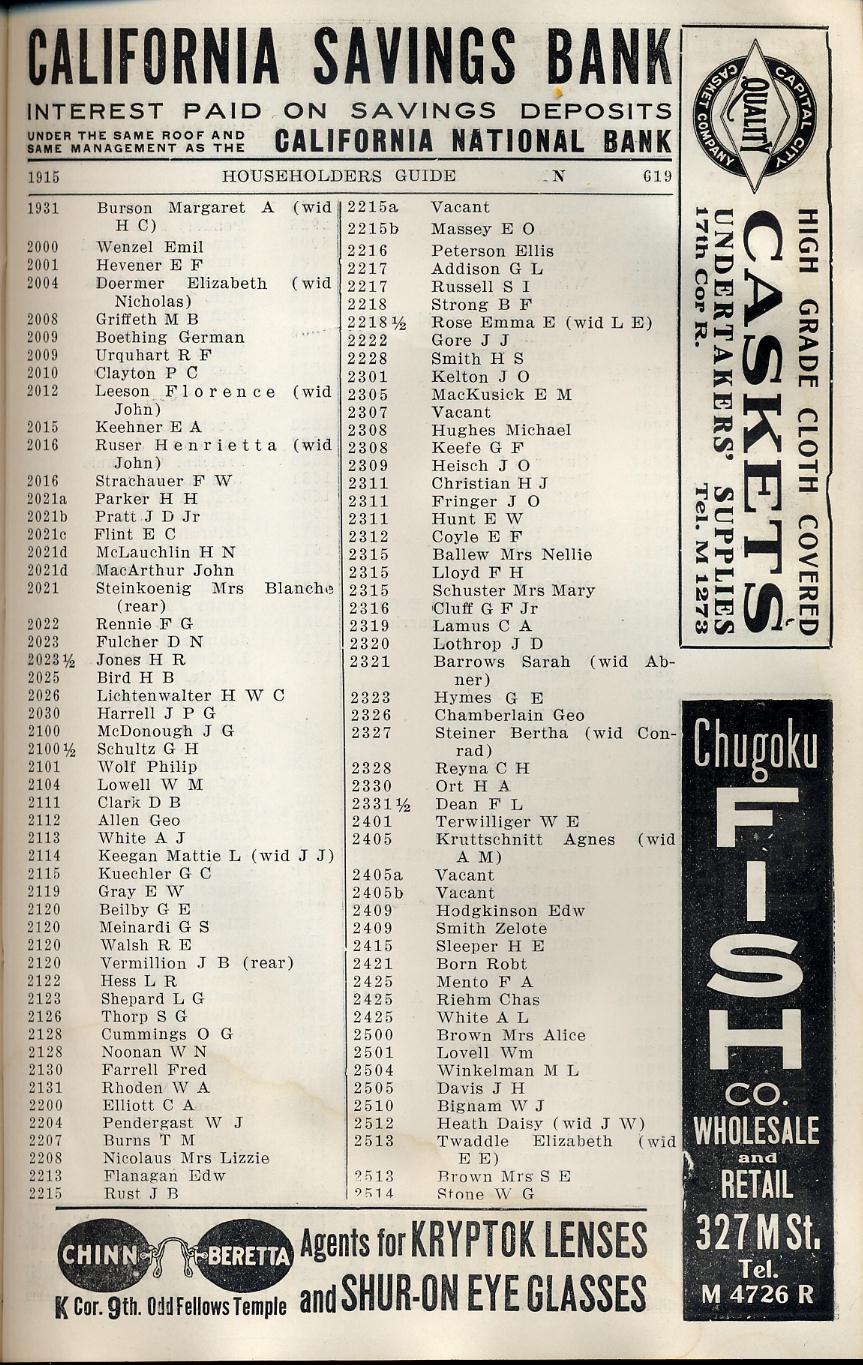 CALIFORNIA SAVINGS BANK
INTEREST PAID ON SAVINGS DEPOSITS
UNDER THE SAME ROOF AND
SAME MANAGEMENT AS THE
CALIFORNIA NATIONAL BANK
1915 HOUSEHOLDERS GUIDE N 619
1931 Burson Margaret A (wid
H C)
2000 Wenzel Emil
2001 Hevener E F
2004 Doermer Elizabeth (wid
Nicholas)
2008 Griffeth M B
2009 Boething German
2009 Urquhart R F
2010 Clayton P C
2012 Leeson Florence (wid
John)
2015 Keehner E A
2016 Ruser Henrietta (wid
John)
2016 Strachauer F W
2021a Parker H H
2021b Pratt J D Jr
2021c Flint E C
2021d McLaughlin H N
2021d MacArthur John
2021 Steinkoenig Mrs Blanche
(rear)
2022 Rennie F G
2023 Fulcher D N
2023½ Jones H R
2025 Bird H B
2026 Lichtenwalter H W C
2030 Harrell J P G
2100 McDonough J G
2100½ Schultz G H
2101 Wolf Philip
2104 Lowell W M
2111 Clark D B
2112 Allen Geo
2113 White A J
2114 Keegan Mattie L (wid J J)
2115 Kuechler G C
2119 Gray E W
2120 Beilby G E
2120 Meinardi G S
2120 Walsh R E
2120 Vermillion J B (rear)
2122 Hess L R
2123 Shepard L G
2126 Thorp S G
2128 Cummings O G
2128 Noonan W N
2130 Farrell Fred
2131 Rhoden W A
2200 Elliott C A
2204 Pendergast W J
2207 Burns T M
2208 Nicolaus Mrs Lizzie
2213 Flanagan Edw
2215 Rust J B
2215a Vacant
2215b Massey E O
2216 Peterson Ellis
2217 Addison G L
2217 Russell S I
2218 Strong B F
2218½ Rose Emma E (wid L E)
2222 Gore J J
2228 Smith H S
2301 Kelton J O
2305 MacKusick E M
2307 Vacant
2308 Hughes Michael
2308 Keefe G F
2309 Heisch J O
2311 Christian H J
2311 Fringer J O
2311 Hunt E W
2312 Coyle E F
2315 Ballew Mrs Nellie
2315 Lloyd F H
2315 Schuster Mrs Mary
2316 Cluff G F Jr
2319 Lamus C A
2320 Lothrop J D
2321 Barrows Sarah (wid Ab-
ner)
2323 Hymes G E
2326 Chamberlain Geo
2327 Steiner Bertha (wid Con-
rad)
2328 Reyna C H
2330 Ort H A
2331½ Dean F L
2401 Terwilliger W E
2405 Kruttschnitt Agnes (wid
A M)
2405a Vacant
2405b Vacant
2409 Hodgkinson Edw
2409 Smith Zelote
2415 Sleeper H E
2421 Born Robt
2425 Mento F A
2425 Riehm Chas
2425 White A L
2500 Brown Mrs Alice
2501 Lovell Wm
2504 Winkelman M L
2505 Davis J H
2510 Bignam W J
2512 Heath Daisy (wid J W)
2513 Twaddle Elizabeth (wid
E E)
2513 Brown Mrs S E
2514 Stone W G
CAPITAL CITY
CASKET COMPANY
QUALITY
HIGH GRADE CLOTH COVERED
CASKETS
UNDERTAKERS' SUPPLIES
17th Cor R. Tel. M 1273
Chugoku
FISH
CO.
WHOLESALE
and
RETAIL
327 M St.
Tel.
M 4726 R
CHINN BERETTA
K Cor. 9th. Odd Fellows Temple
Agents for KRYPTOK LENSES
and SHUR-ON EYE GLASSES